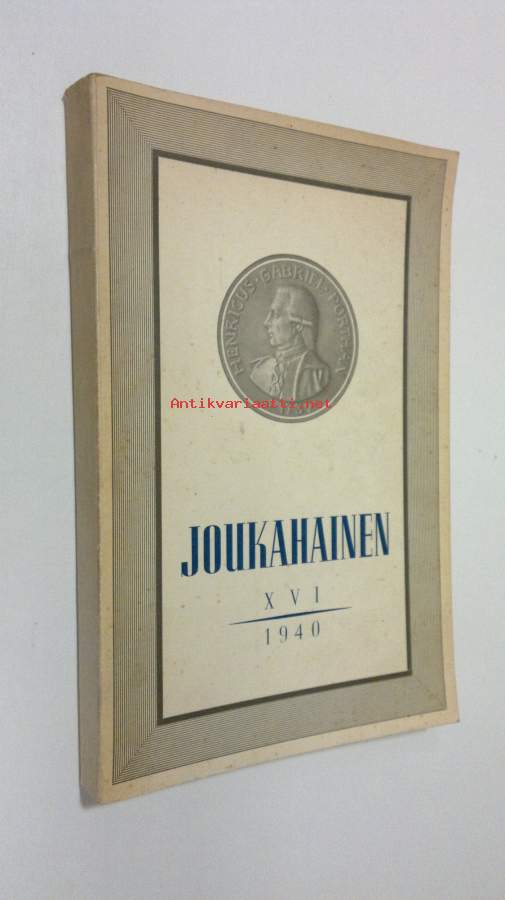 HENRICUS · GABRIEL · PORTHAN
Antikvariaatti.net
JOUKAHAINEN
XVI
1940